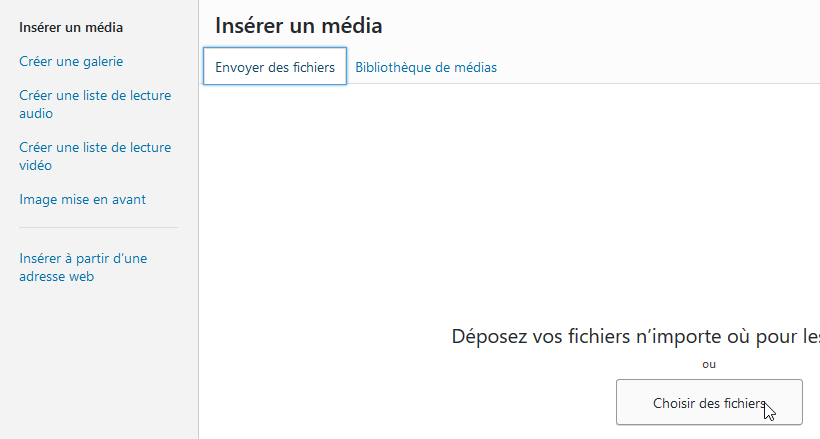 Insérer un média
Créer une galerie
Créer une liste de lecture
audio
Créer une liste de lecture
vidéo
Image mise en avant
Insérer à partir d'une
adresse web
Insérer un média
Envoyer des fichiers
Bibliothèque de médias
Déposez vos fichiers n'importe où pour les
ou
Choisir des fichiers